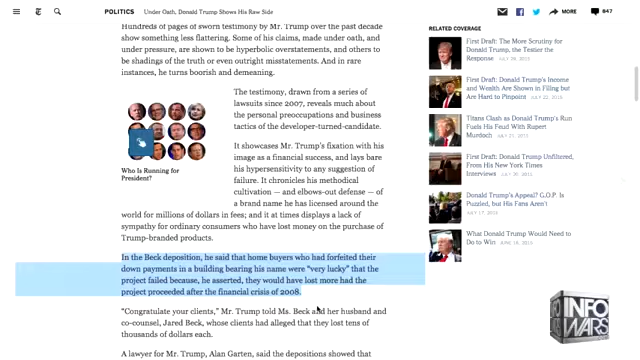 POLITICS
Under Oath, Donald Trump Shows His Raw Side
MORE
847
Hundreds of pages of sworn testimony by Mr. Trump over the past decade
show something less flattering. Some of his claims, made under oath and
under pressure, are shown to be hyperbolic overstatements, and others to
be shadings of the truth or even outright misstatements. And in rare
instances, he turns boorish and demeaning.
Who Is Running for
President?
The testimony, drawn from a series of
lawsuits since 2007, reveals much about
the personal preoccupations and business
tactics of the developer-turned-candidate.
It showcases Mr. Trump's fixation with his
image as a financial success, and lays bare
his hypersensitivity to any suggestion of
failure. It chronicles his methodical
cultivation — and elbows-out defense — of
a brand name he has licensed around the
world for millions of dollars in fees; and it at times displays a lack of
sympathy for ordinary consumers who have lost money on the purchase of
Trump-branded products.
In the Beck deposition, he said that home buyers who had forfeited their
down payments in a building bearing his name were "very lucky" that the
project failed because, he asserted, they would have lost more had the
project proceeded after the financial crisis of 2008.
"Congratulate your clients," Mr. Trump told Ms. Beck and her husband and
co-counsel, Jared Beck, whose clients had alleged that they lost tens of
thousands of dollars each.
A lawyer for Mr. Trump, Alan Garten, said the depositions showed that
RELATED COVERAGE
First Draft: The More Scrutiny for
Donald Trump, the Testier the
Response
First Draft: Donald Trump's Income
and Wealth Are Shown in Filing but
Are Hard to Pinpoint
Titans Clash as Donald Trump's Run
Fuels His Feud With Rupert
Murdoch
First Draft: Donald Trump Unfiltered,
From His New York Times
Interviews
Donald Trump's Appeal? G.O.P. Is
Puzzled, but His Fans Aren't
What Donald Trump Would Need to
Do to Win
INFO
WARS